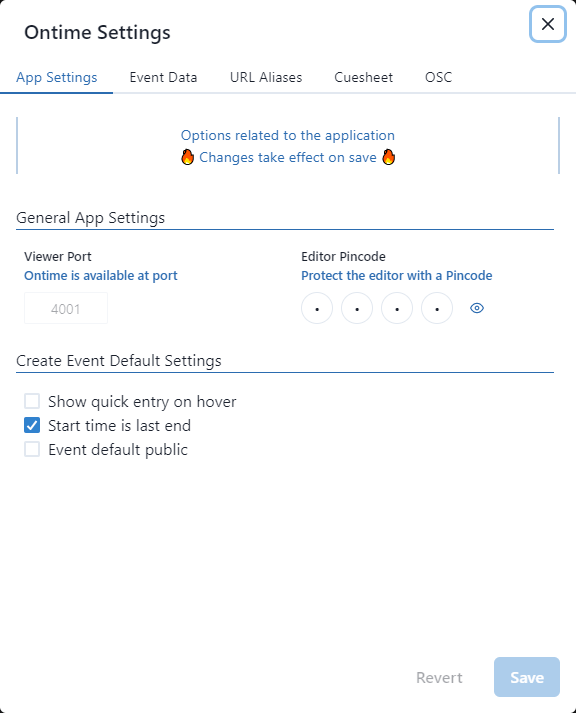 Ontime Settings
App Settings Event Data URL Aliases Cuesheet OSC
Options related to the application
🔥 Changes take effect on save 🔥
General App Settings
Viewer Port
Ontime is available at port
4001
Editor Pincode
Protect the editor with a Pincode
Create Event Default Settings
Show quick entry on hover
Start time is last end
Event default public
Revert Save